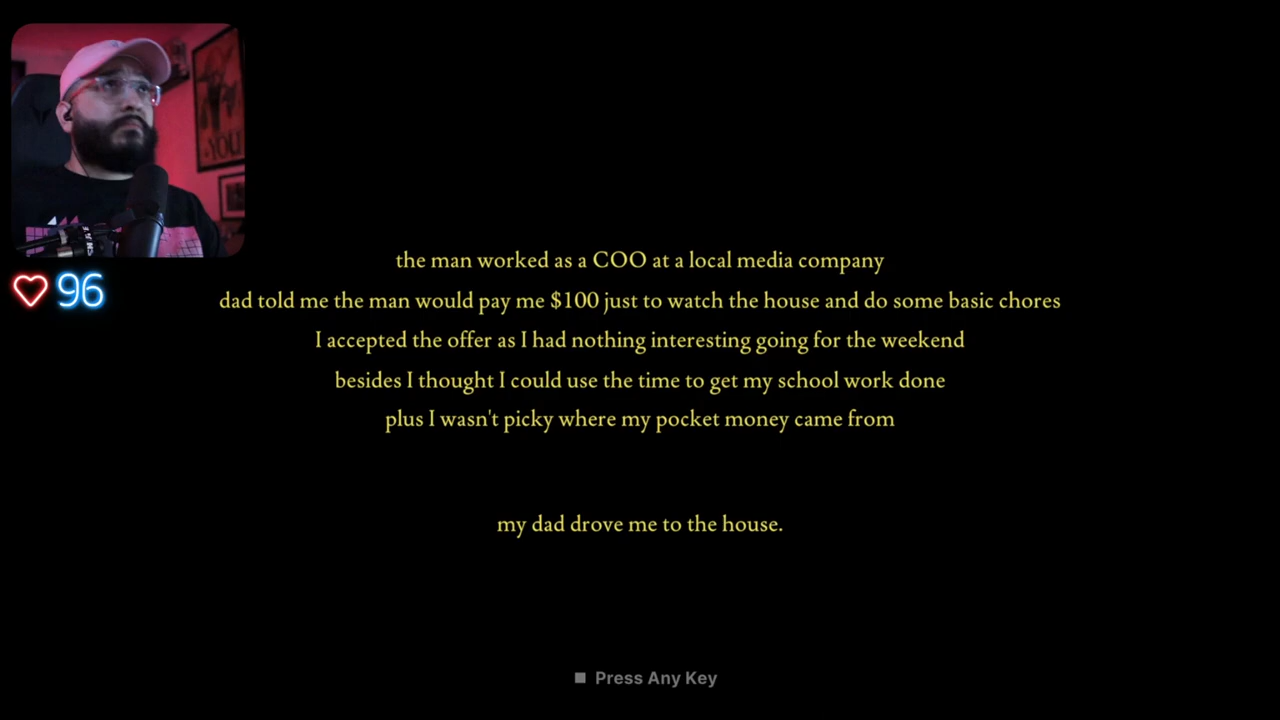 YOU
96
the man worked as a COO at a local media company
dad told me the man would pay me $100 just to watch the house and do some basic chores
I accepted the offer as I had nothing interesting going for the weekend
besides I thought I could use the time to get my school work done
plus I wasn't picky where my pocket money came from
my dad drove me to the house.
Press Any Key